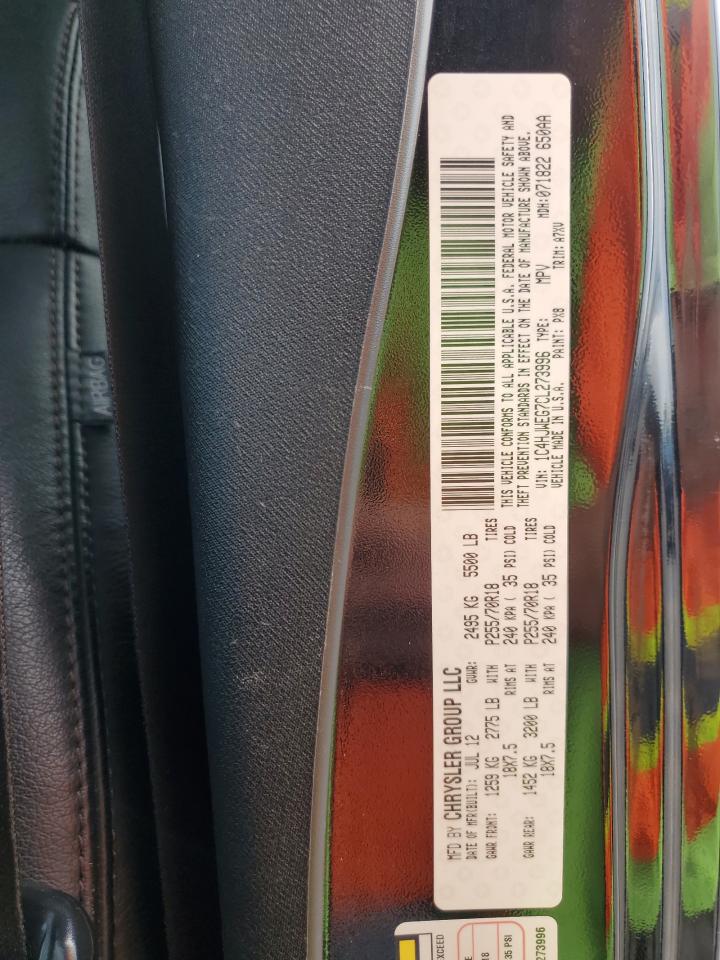 MFD BY CHRYSLER GROUP LLC
DATE OF MFR(BUILT): JUL 12 GVWR: 2495 KG 5500 LB
GAWR FRONT: 1259 KG 2775 LB WITH P255/70R18 TIRES
18X7.5 RIMS AT 240 KPA ( 35 PSI) COLD
GAWR REAR: 1452 KG 3200 LB WITH P255/70R18 TIRES
18X7.5 RIMS AT 240 KPA ( 35 PSI) COLD
THIS VEHICLE CONFORMS TO ALL APPLICABLE U.S.A. FEDERAL MOTOR VEHICLE SAFETY AND
THEFT PREVENTION STANDARDS IN EFFECT ON THE DATE OF MANUFACTURE SHOWN ABOVE.
VIN: 1C4HJWEG7CL273996 TYPE: MPV MDH:071822 650AA
VEHICLE MADE IN U.S.A. PAINT: PX8 TRIM: A7XV
AIRBAG
EXCEED
E
18
35 PSI
273996